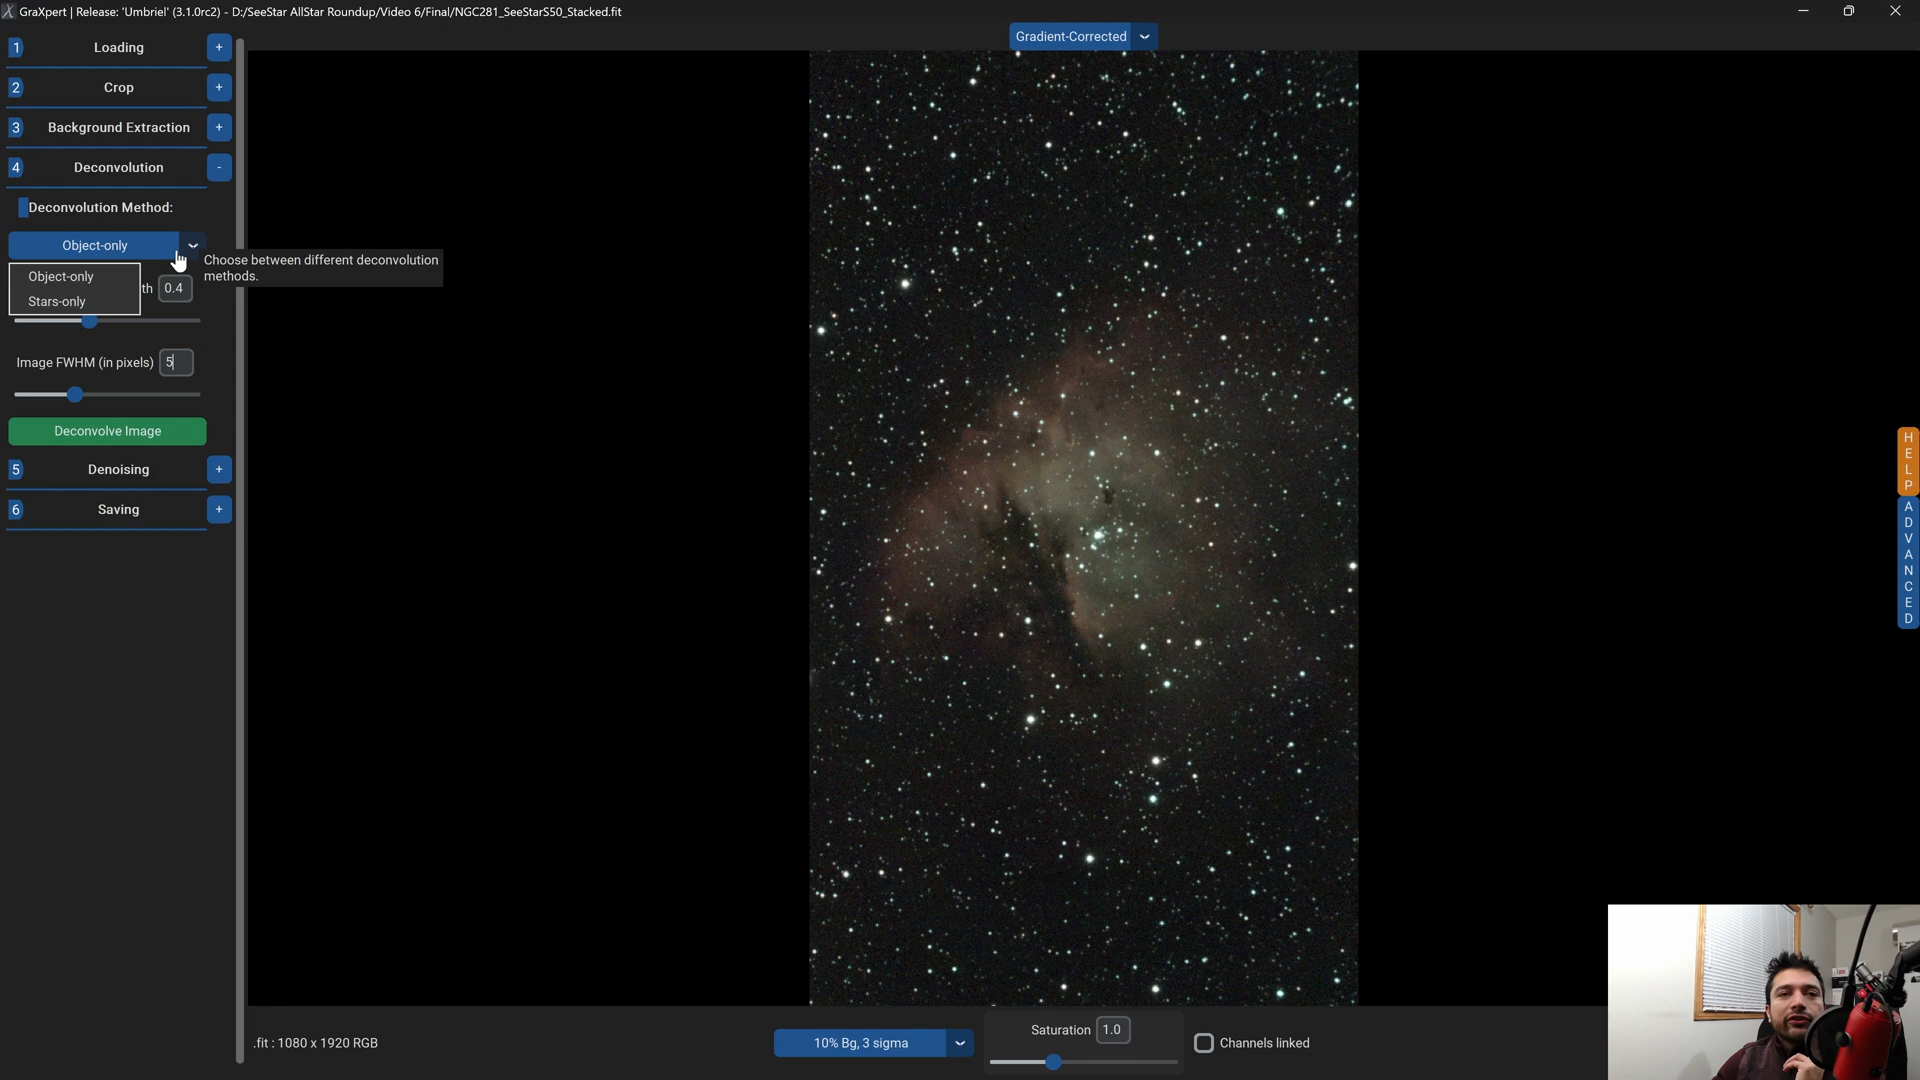 GraXpert | Release: 'Umbriel' (3.1.0rc2) - D:/SeeStar AllStar Roundup/Video 6/Final/NGC281_SeeStarS50_Stacked.fit
Gradient-Corrected
1 Loading +
2 Crop +
3 Background Extraction +
4 Deconvolution -
Deconvolution Method:
Object-only
Choose between different deconvolution
methods.
Object-only
Stars-only
th 0.4
Image FWHM (in pixels) 5
Deconvolve Image
5 Denoising +
6 Saving +
HELP
ADVANCED
.fit : 1080 x 1920 RGB
10% Bg, 3 sigma
Saturation 1.0
Channels linked